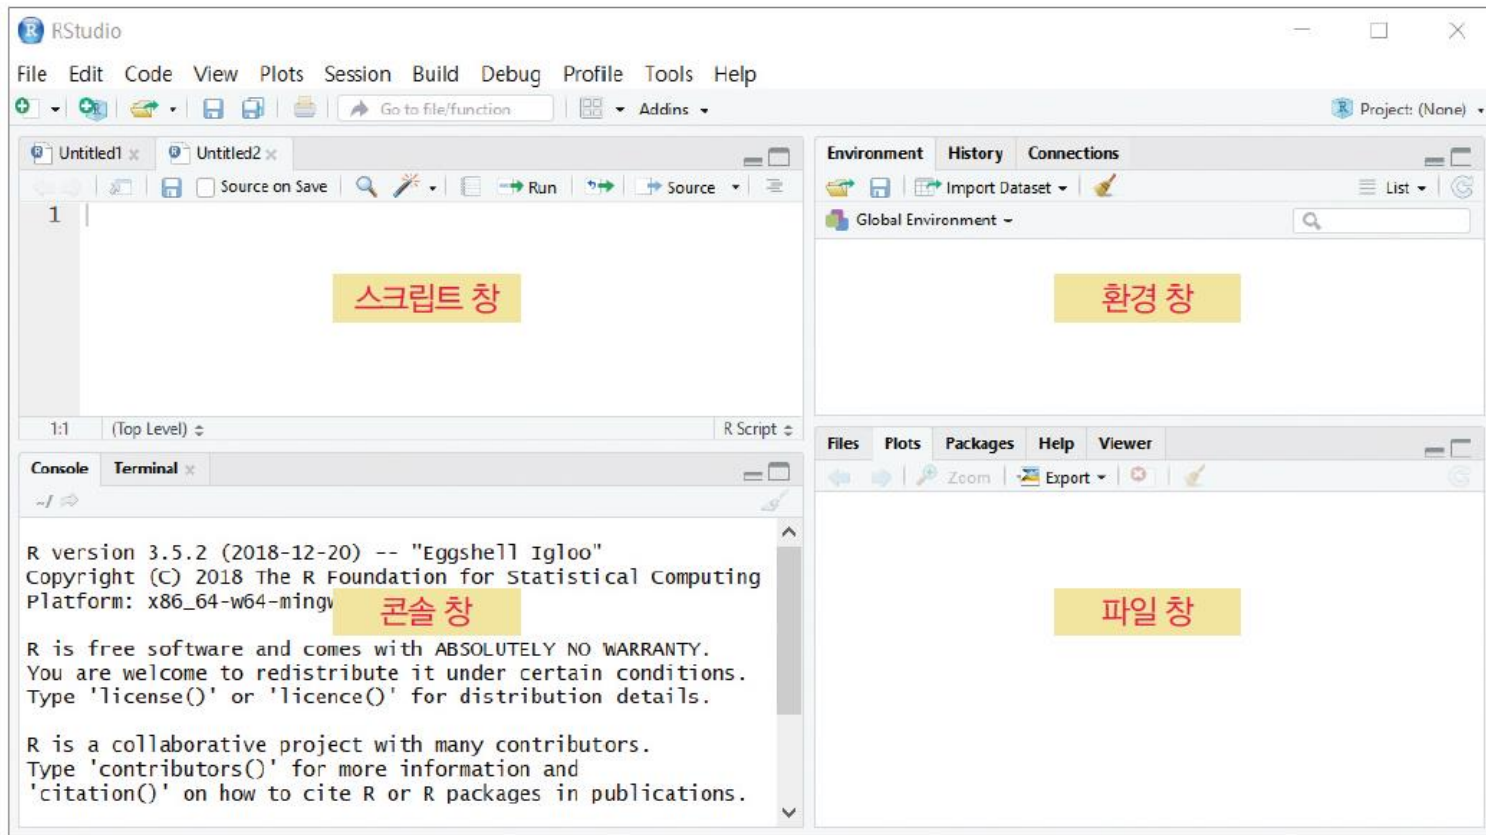 RStudio
File Edit Code View Plots Session Build Debug Profile Tools Help
Go to file/function Addins Project: (None)
Untitled1 Untitled2
Source on Save Run Source
1
스크립트 창
1:1 (Top Level) R Script
Console Terminal
~/
R version 3.5.2 (2018-12-20) -- "Eggshell Igloo"
Copyright (C) 2018 The R Foundation for Statistical Computing
Platform: x86_64-w64-mingw
콘솔 창
R is free software and comes with ABSOLUTELY NO WARRANTY.
You are welcome to redistribute it under certain conditions.
Type 'license()' or 'licence()' for distribution details.
R is a collaborative project with many contributors.
Type 'contributors()' for more information and
'citation()' on how to cite R or R packages in publications.
Environment History Connections
Import Dataset List
Global Environment
환경 창
Files Plots Packages Help Viewer
Zoom Export
파일 창